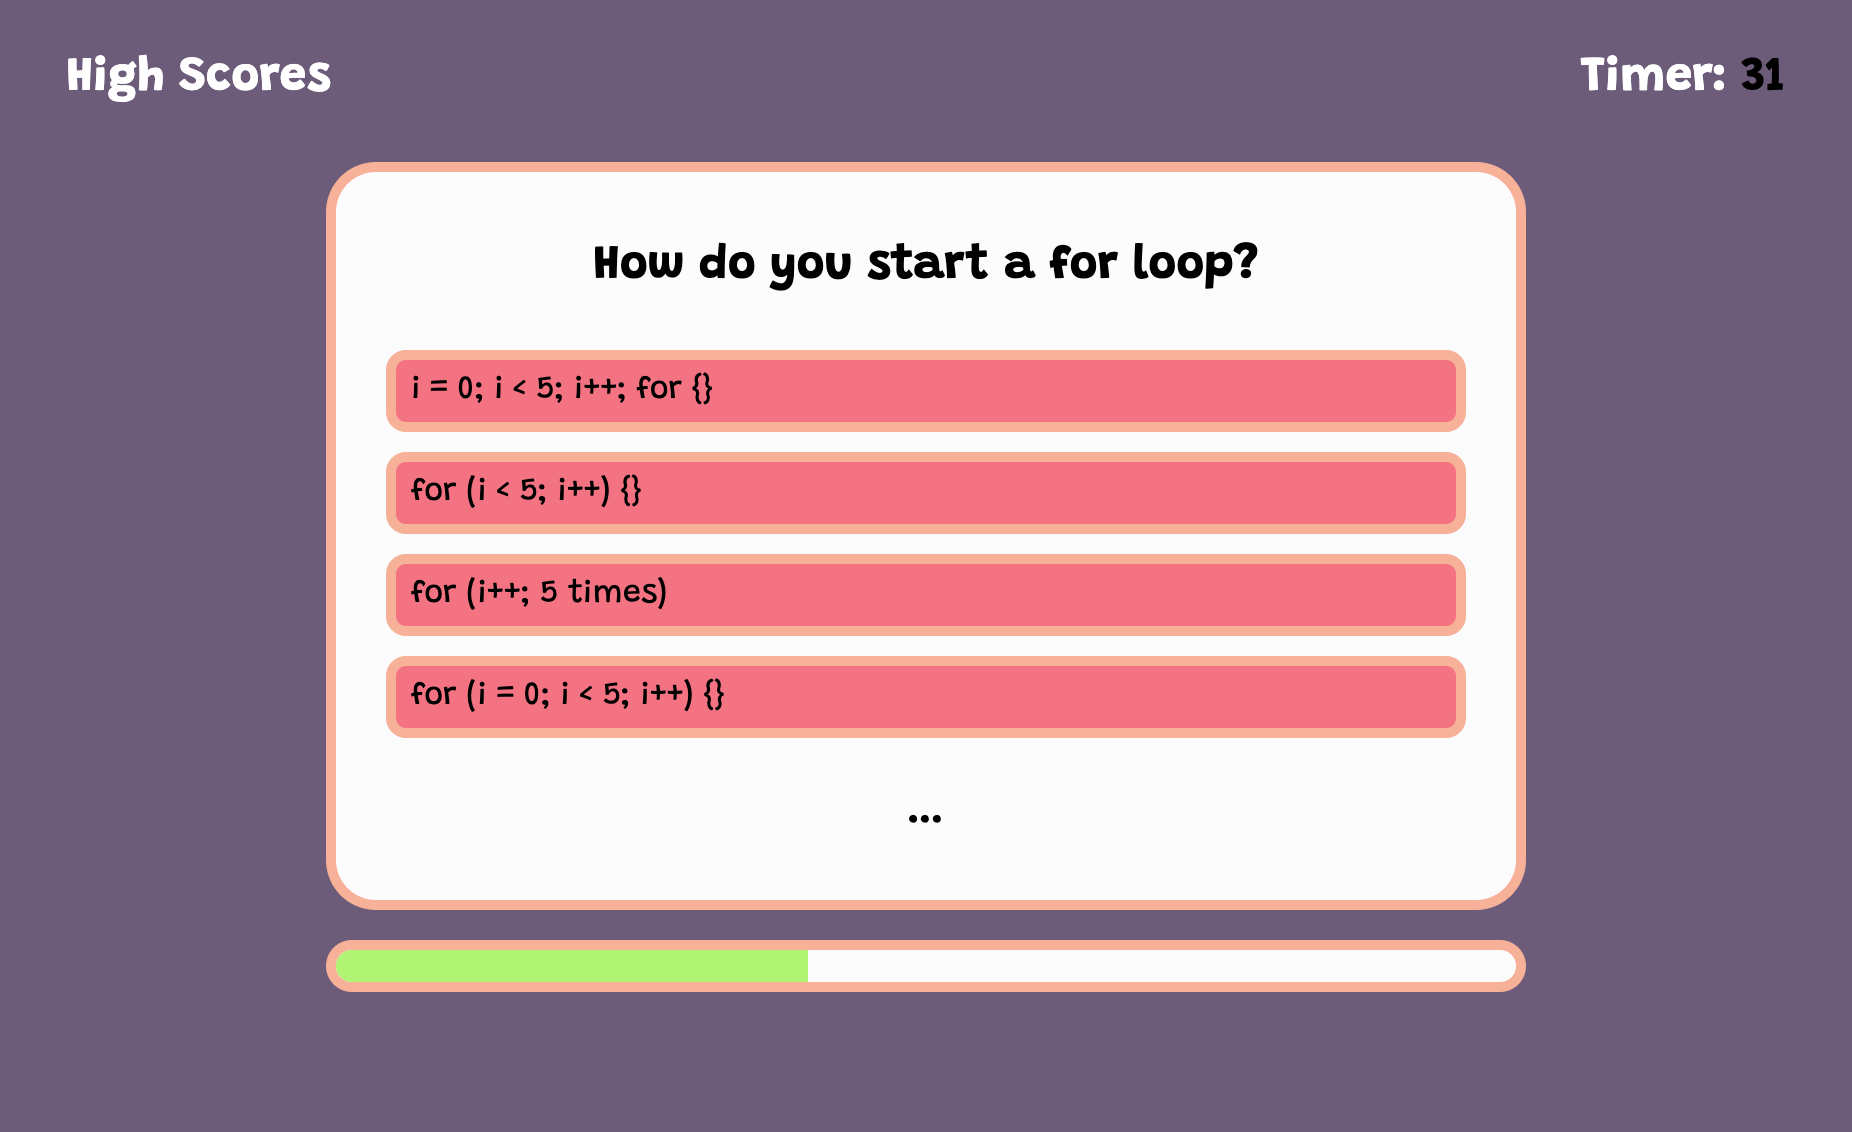 High Scores
Timer: 31
How do you start a for loop?
i = 0; i < 5; i++; for {}
for (i < 5; i++) {}
for (i++; 5 times)
for (i = 0; i < 5; i++) {}
...